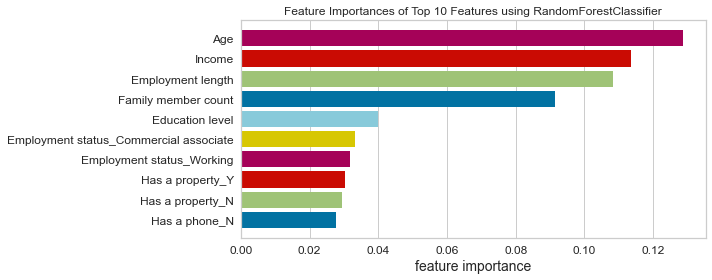 Feature Importances of Top 10 Features using RandomForestClassifier
Age
Income
Employment length
Family member count
Education level
Employment status_Commercial associate
Employment status_Working
Has a property_Y
Has a property_N
Has a phone_N
0.00 0.02 0.04 0.06 0.08 0.10 0.12
feature importance